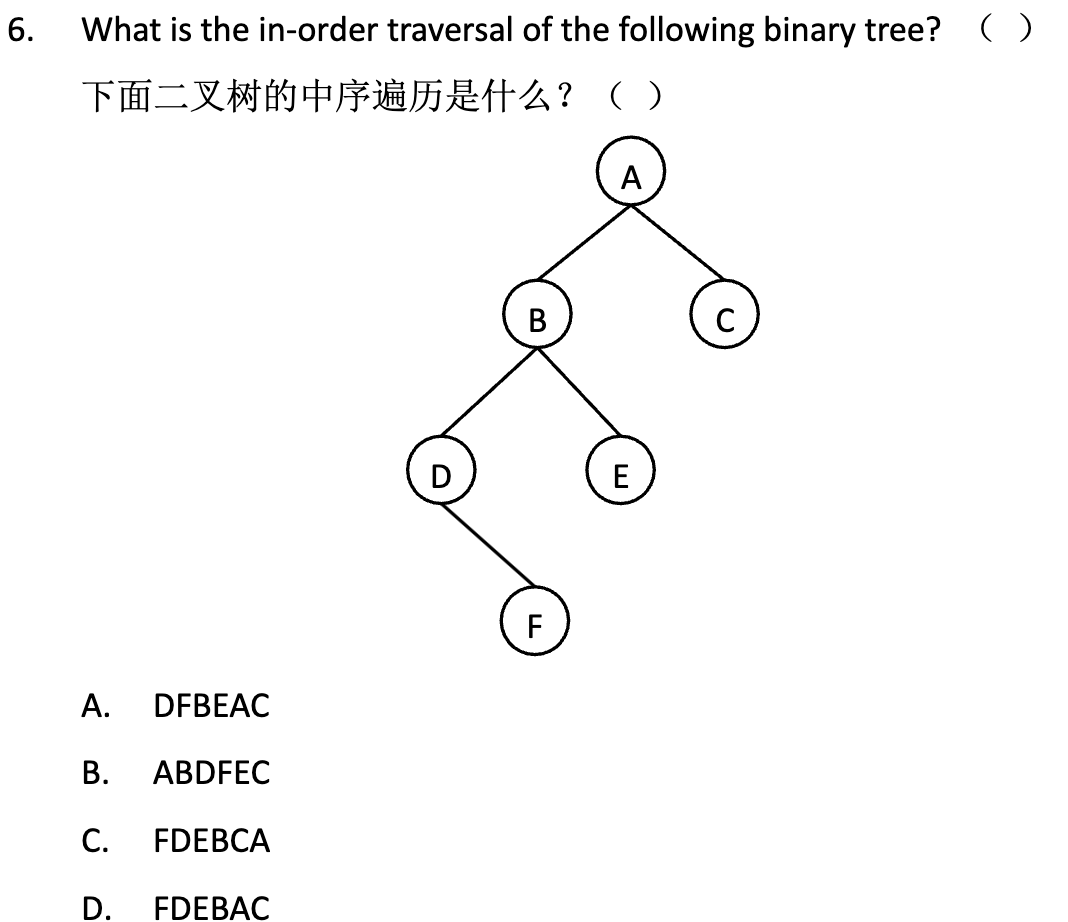 6. What is the in-order traversal of the following binary tree? ( )
下面二叉树的中序遍历是什么？（ ）
A
B
C
D
E
F
A. DFBEAC
B. ABDFEC
C. FDEBCA
D. FDEBAC